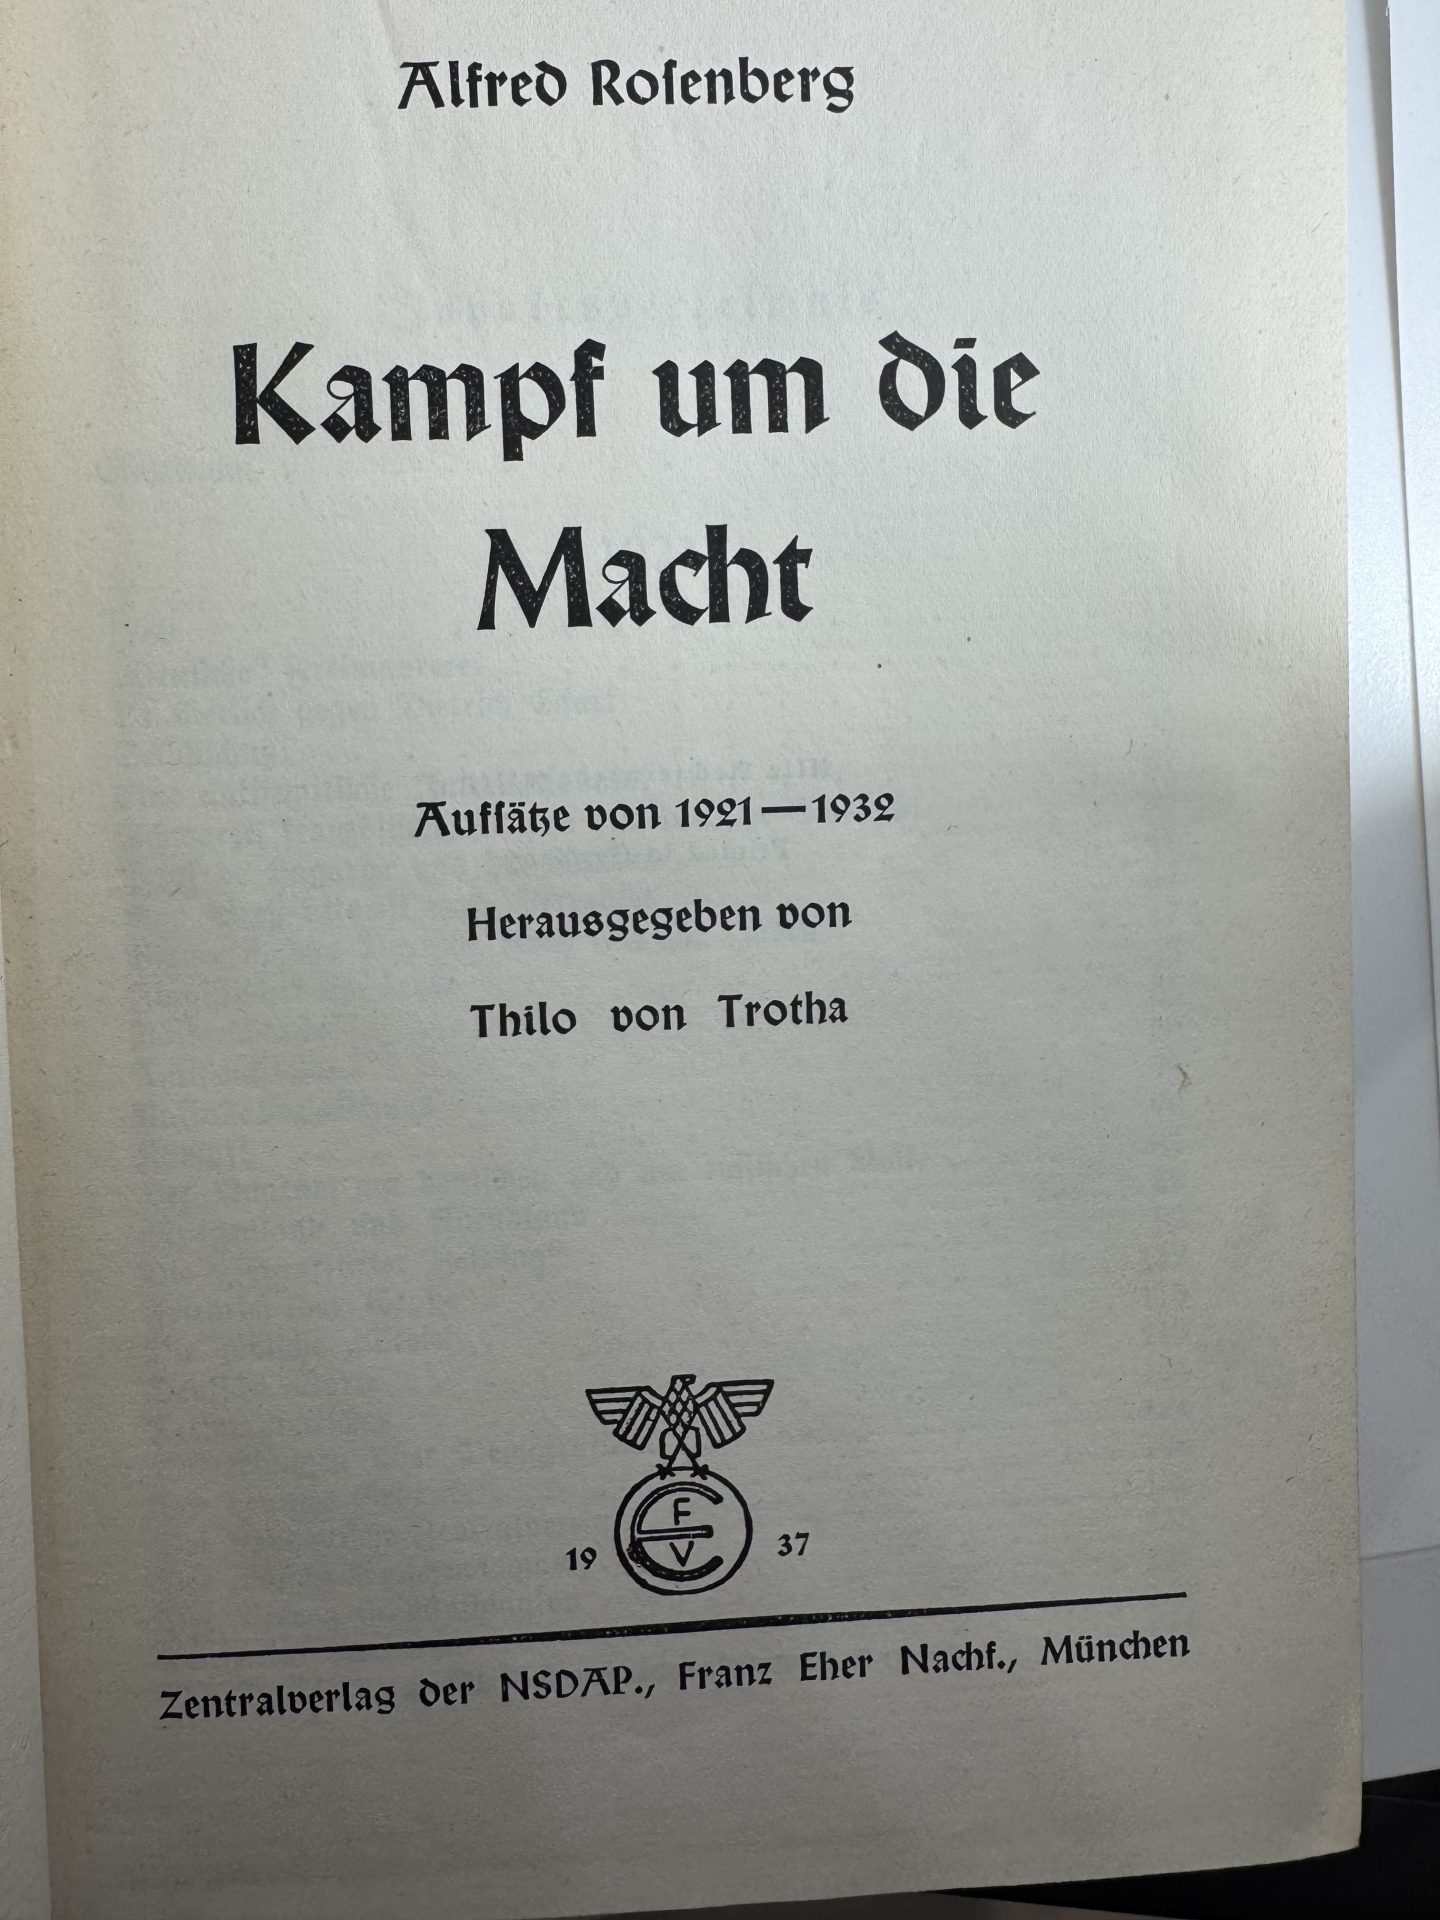 Alfred Roſenberg
Kampf um die
Macht
Aufſätze von 1921—1932
Herausgegeben von
Thilo von Trotha
F
E
V
19 37
Zentralverlag der NSDAP., Franz Eher Nachf., München